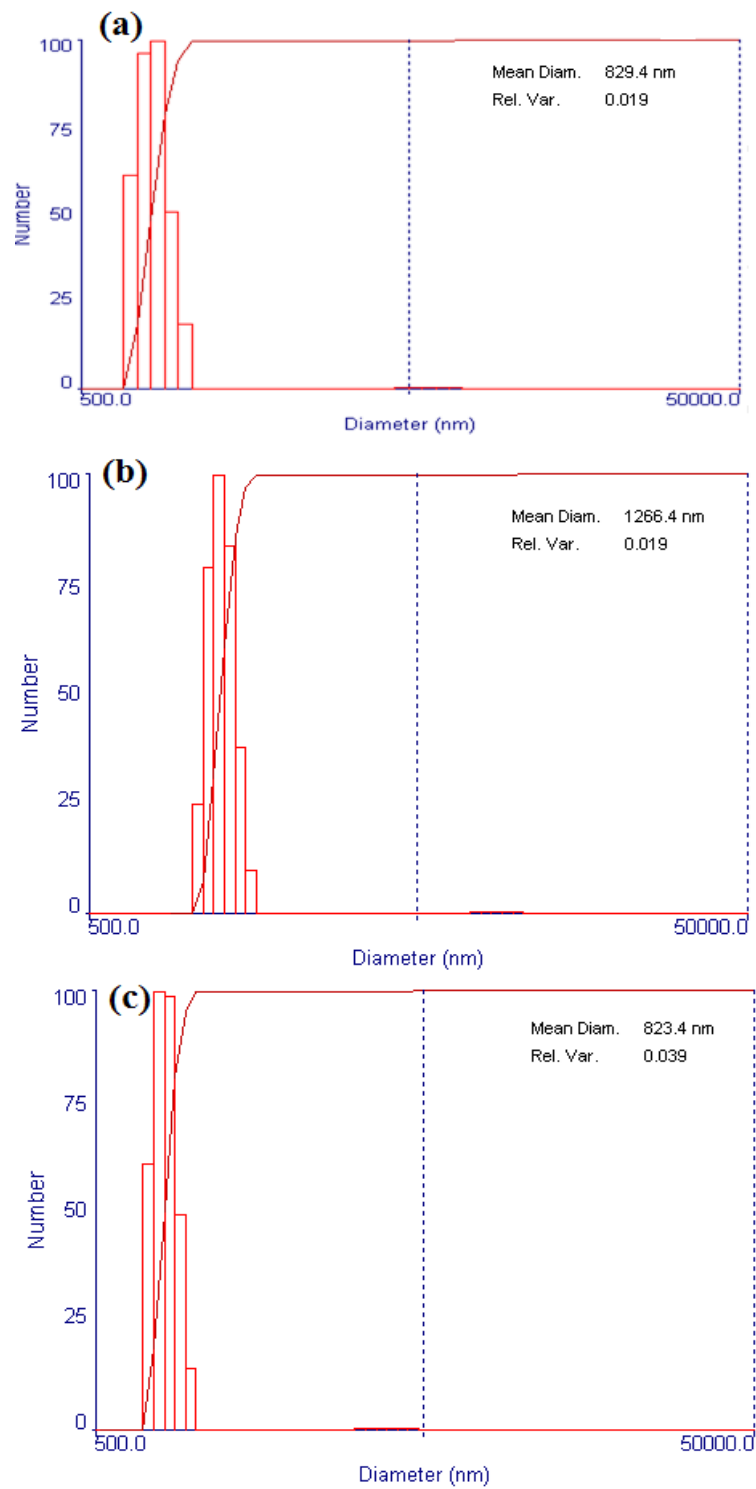 (a)
100
75
50
25
0
Number
Mean Diam. 829.4 nm
Rel. Var. 0.019
500.0
50000.0
Diameter (nm)
(b)
100
75
50
25
0
Number
Mean Diam. 1266.4 nm
Rel. Var. 0.019
500.0
50000.0
Diameter (nm)
(c)
100
75
50
25
0
Number
Mean Diam. 823.4 nm
Rel. Var. 0.039
500.0
50000.0
Diameter (nm)